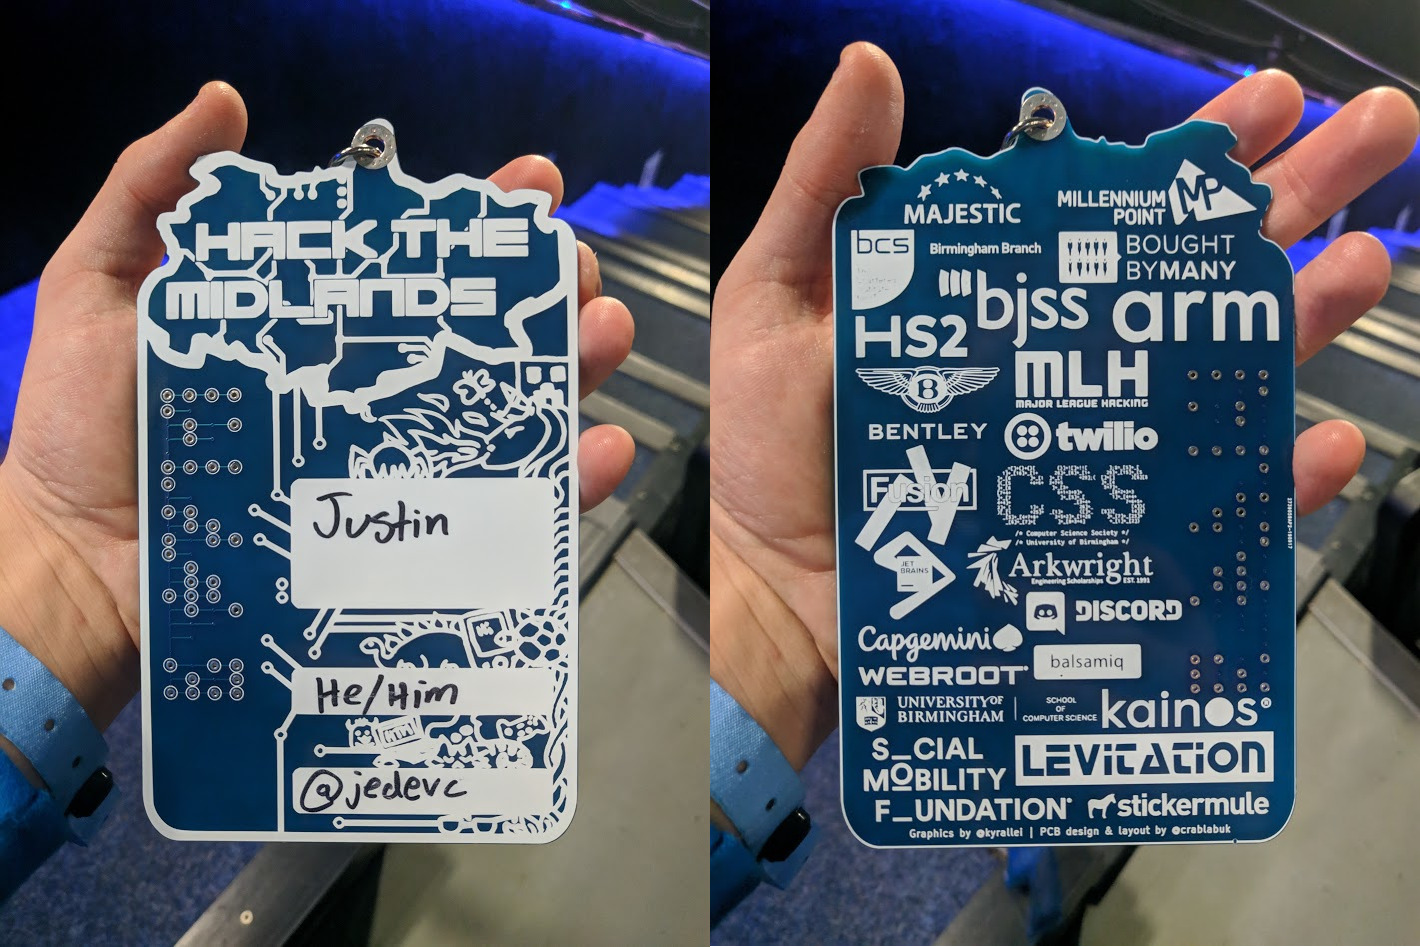 HACK THE
MIDLANDS
Justin
He/Him
@jedevc
MAJESTIC
MILLENNIUM
POINT
MP
bcs
Birmingham Branch
BOUGHT
BYMANY
bjss
arm
HS2
B
BENTLEY
MLH
MAJOR LEAGUE HACKING
twilio
Fusion
CSS
/* Computer Science Society */
/* University of Birmingham */
JET
BRAINS
Arkwright
Engineering Scholarships EST. 1991
DISCORD
Capgemini
balsamiq
WEBROOT
UNIVERSITY OF
BIRMINGHAM
SCHOOL
OF
COMPUTER SCIENCE
kainos®
S_CIAL
MOBILITY
F_UNDATION
LEVITATION
stickermule
Graphics by @kyrallei | PCB design & layout by @crablabuk